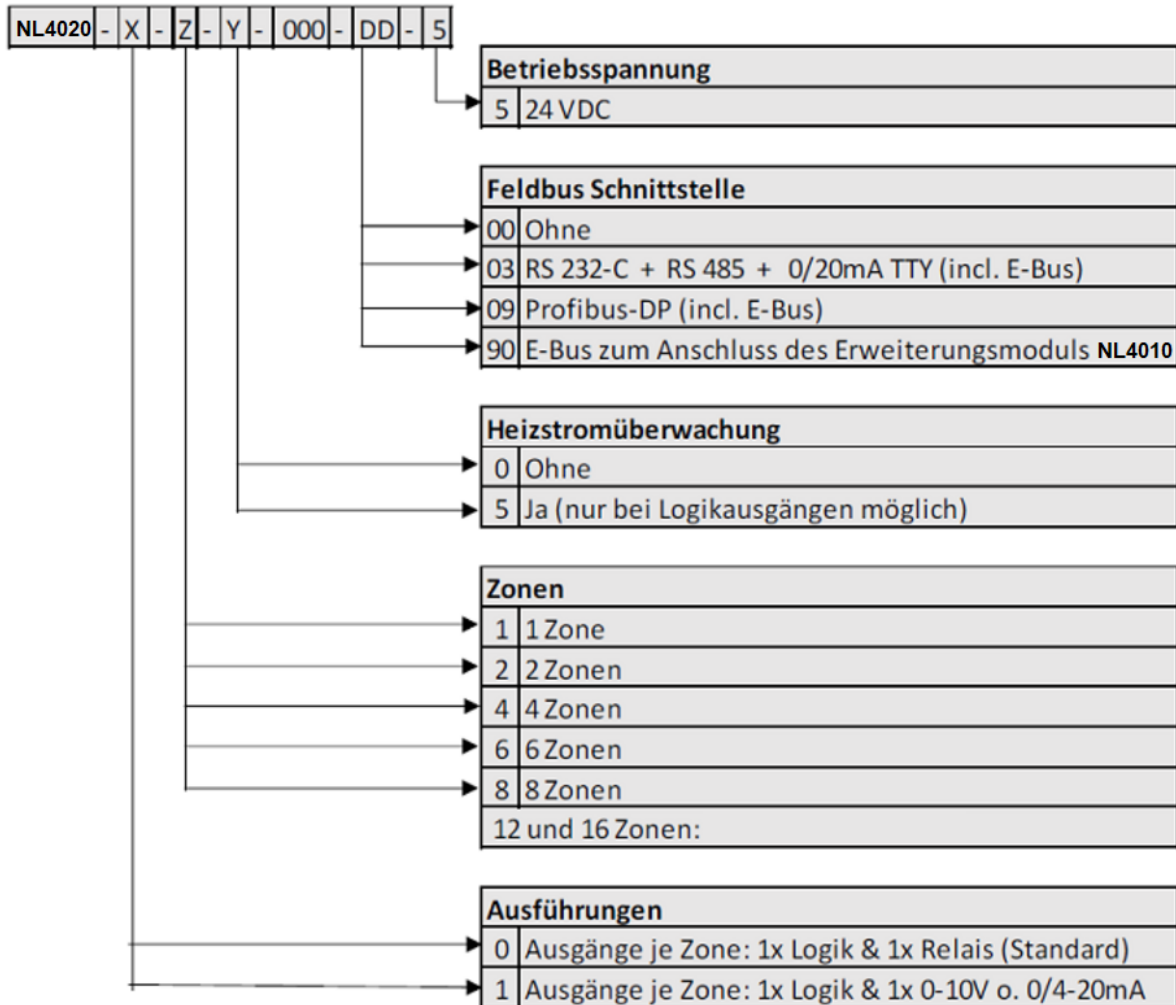 NL4020 - X - Z - Y - 000 - DD - 5
Betriebsspannung
5 24 VDC
Feldbus Schnittstelle
00 Ohne
03 RS 232-C + RS 485 + 0/20mA TTY (incl. E-Bus)
09 Profibus-DP (incl. E-Bus)
90 E-Bus zum Anschluss des Erweiterungsmoduls NL4010
Heizstromüberwachung
0 Ohne
5 Ja (nur bei Logikausgängen möglich)
Zonen
1 1 Zone
2 2 Zonen
4 4 Zonen
6 6 Zonen
8 8 Zonen
12 und 16 Zonen:
Ausführungen
0 Ausgänge je Zone: 1x Logik & 1x Relais (Standard)
1 Ausgänge je Zone: 1x Logik & 1x 0-10V o. 0/4-20mA